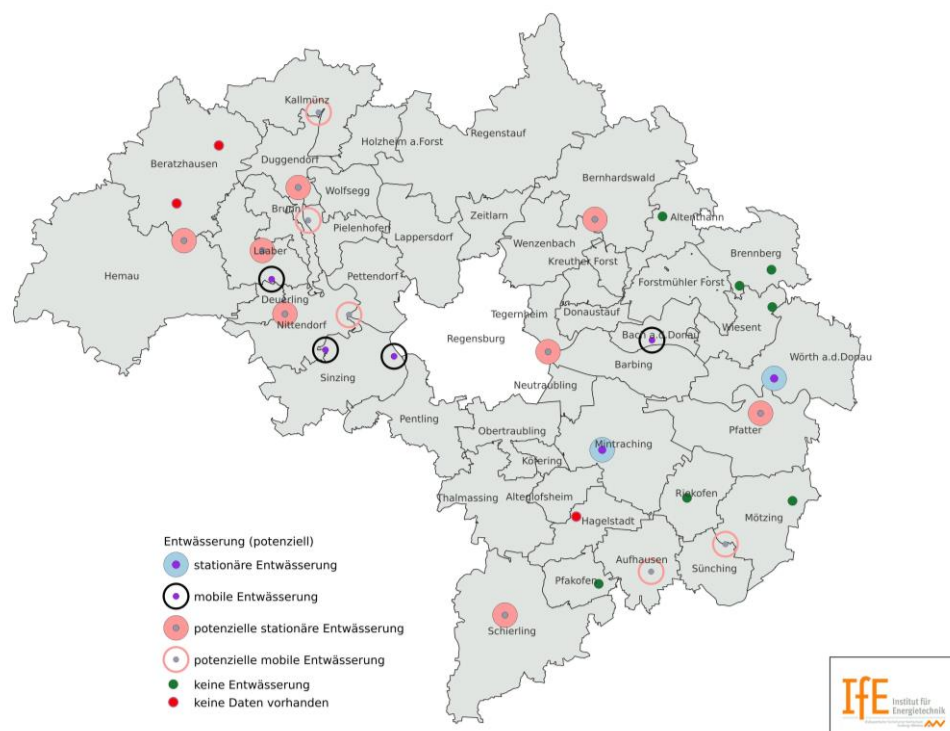 Kallmünz
Regenstauf
Holzheim a.Forst
Beratzhausen
Duggendorf
Bernhardswald
Wolfsegg
Brunn
Altenthann
Zeitlarn
Pielenhofen
Lappersdorf
Wenzenbach
Laaber
Brennberg
Kreuther Forst
Hemau
Pettendorf
Forstmühler Forst
Deuerling
Donaustauf
Tegernheim
Nittendorf
Wiesent
Bach a.d.Donau
Regensburg
Wörth a.d.Donau
Barbing
Sinzing
Neutraubling
Pentling
Obertraubling
Pfatter
Mintraching
Köfering
Riekofen
Thalmassing
Alteglofsheim
Mötzing
Hagelstadt
Aufhausen
Sünching
Pfakofen
Schierling
Entwässerung (potenziell)
stationäre Entwässerung
mobile Entwässerung
potenzielle stationäre Entwässerung
potenzielle mobile Entwässerung
keine Entwässerung
keine Daten vorhanden
IfE
Institut für
Energietechnik